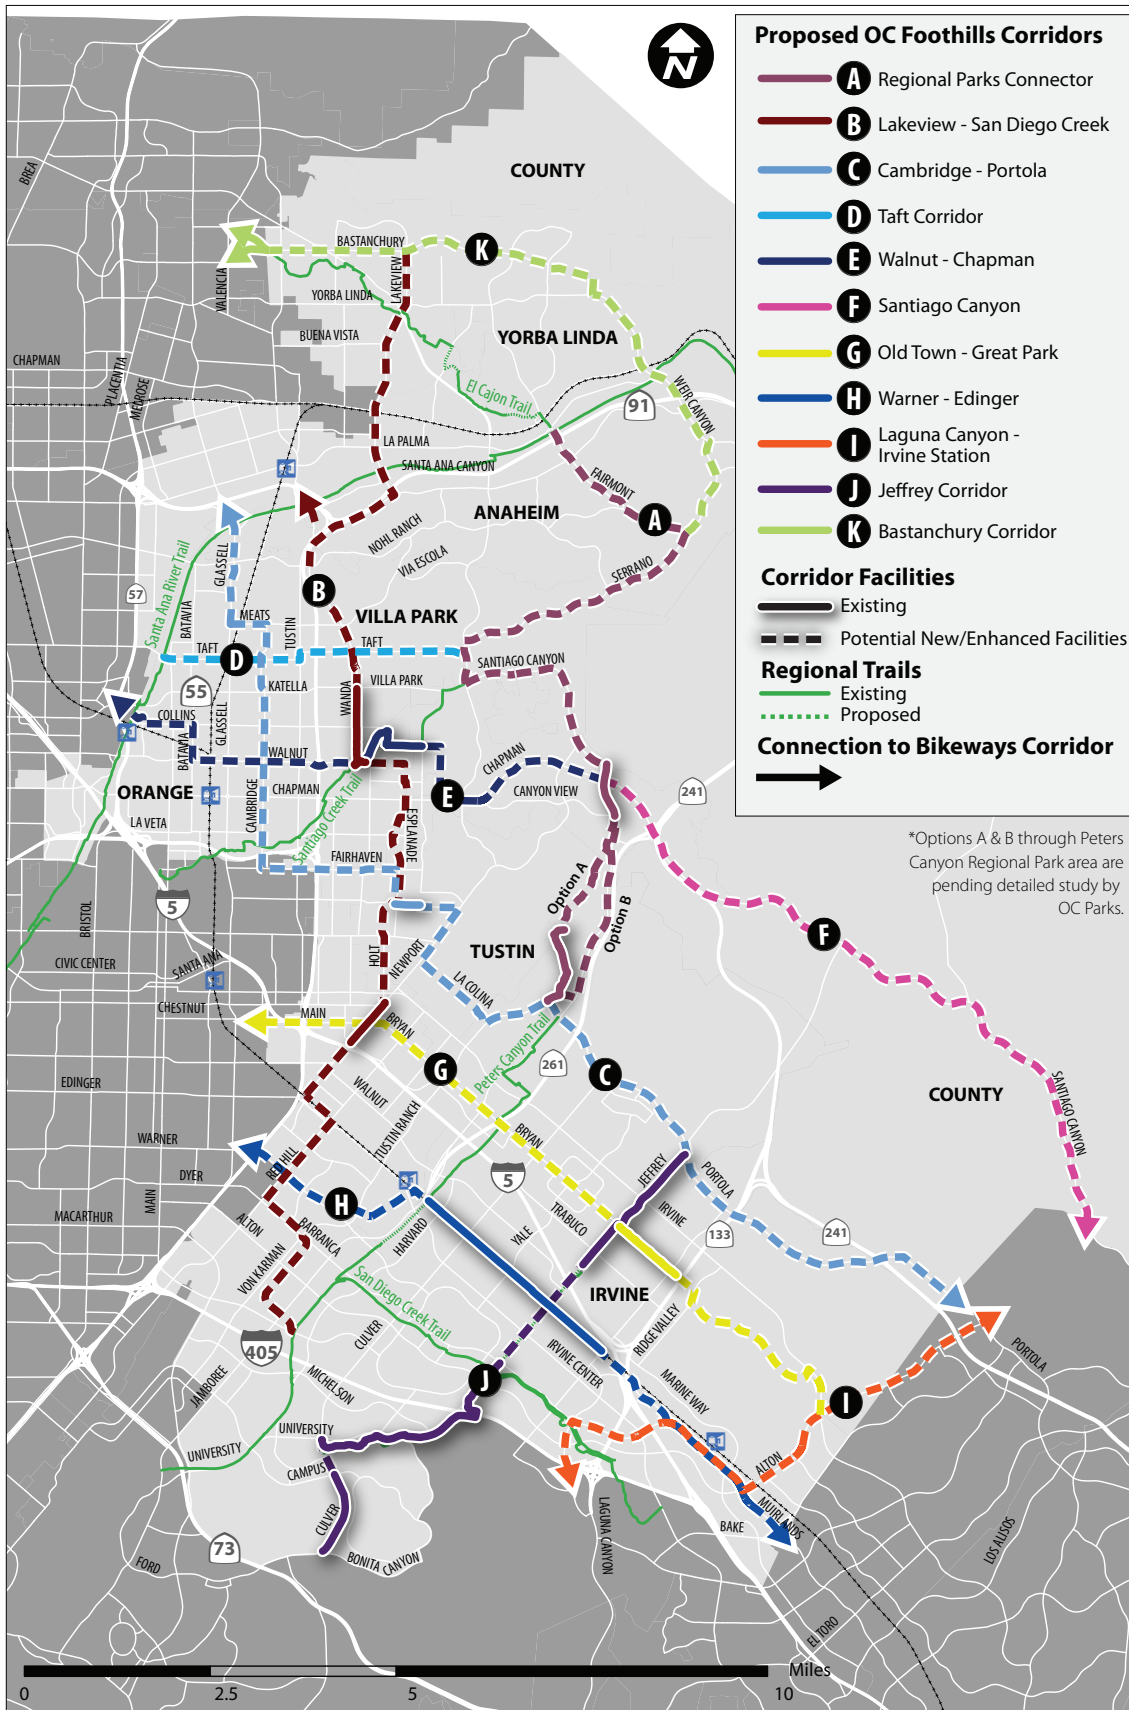 Proposed OC Foothills Corridors
A Regional Parks Connector
B Lakeview - San Diego Creek
C Cambridge - Portola
D Taft Corridor
E Walnut - Chapman
F Santiago Canyon
G Old Town - Great Park
H Warner - Edinger
I Laguna Canyon -
Irvine Station
J Jeffrey Corridor
K Bastanchury Corridor
Corridor Facilities
Existing
Potential New/Enhanced Facilities
Regional Trails
Existing
Proposed
Connection to Bikeways Corridor
*Options A & B through Peters
Canyon Regional Park area are
pending detailed study by
OC Parks.
N
COUNTY
BREA
BASTANCHURY
K
LAKEVIEW
VALENCIA
YORBA LINDA
BUENA VISTA
YORBA LINDA
CHAPMAN
PLACENTIA
MELROSE
El Cajon Trail
91
WEIR CANYON
LA PALMA
SANTA ANA CANYON
FAIRMONT
A
ANAHEIM
NOHL RANCH
VIA ESCOLA
SERRANO
GLASSELL
57
Santa Ana River Trail
BATAVIA
B
MEATS
TUSTIN
VILLA PARK
TAFT
D
TAFT
SANTIAGO CANYON
55
KATELLA
VILLA PARK
WANDA
COLLINS
GLASSELL
BATAVIA
WALNUT
CHAPMAN
CANYON VIEW
E
241
ORANGE
CHAPMAN
LA VETA
CAMBRIDGE
Santiago Creek Trail
ESPLANADE
FAIRHAVEN
5
Option A
Option B
F
BRISTOL
CIVIC CENTER
SANTA ANA
HOLT
NEWPORT
TUSTIN
LA COLINA
CHESTNUT
MAIN
BRYAN
Peters Canyon Trail
G
261
C
COUNTY
SANTIAGO CANYON
EDINGER
WALNUT
TUSTIN RANCH
BRYAN
WARNER
DYER
MAIN
RED HILL
5
JEFFREY
PORTOLA
H
MACARTHUR
ALTON
BARRANCA
HARVARD
YALE
TRABUCO
IRVINE
133
241
VON KARMAN
San Diego Creek Trail
IRVINE
405
CULVER
IRVINE CENTER
RIDGE VALLEY
PORTOLA
JAMBOREE
MICHELSON
J
MARINE WAY
I
UNIVERSITY
UNIVERSITY
CAMPUS
ALTON
CULVER
LAGUNA CANYON
BAKE
MUIRLANDS
73
FORD
BONITA CANYON
LOS ALISOS
EL TORO
Miles
0
2.5
5
10